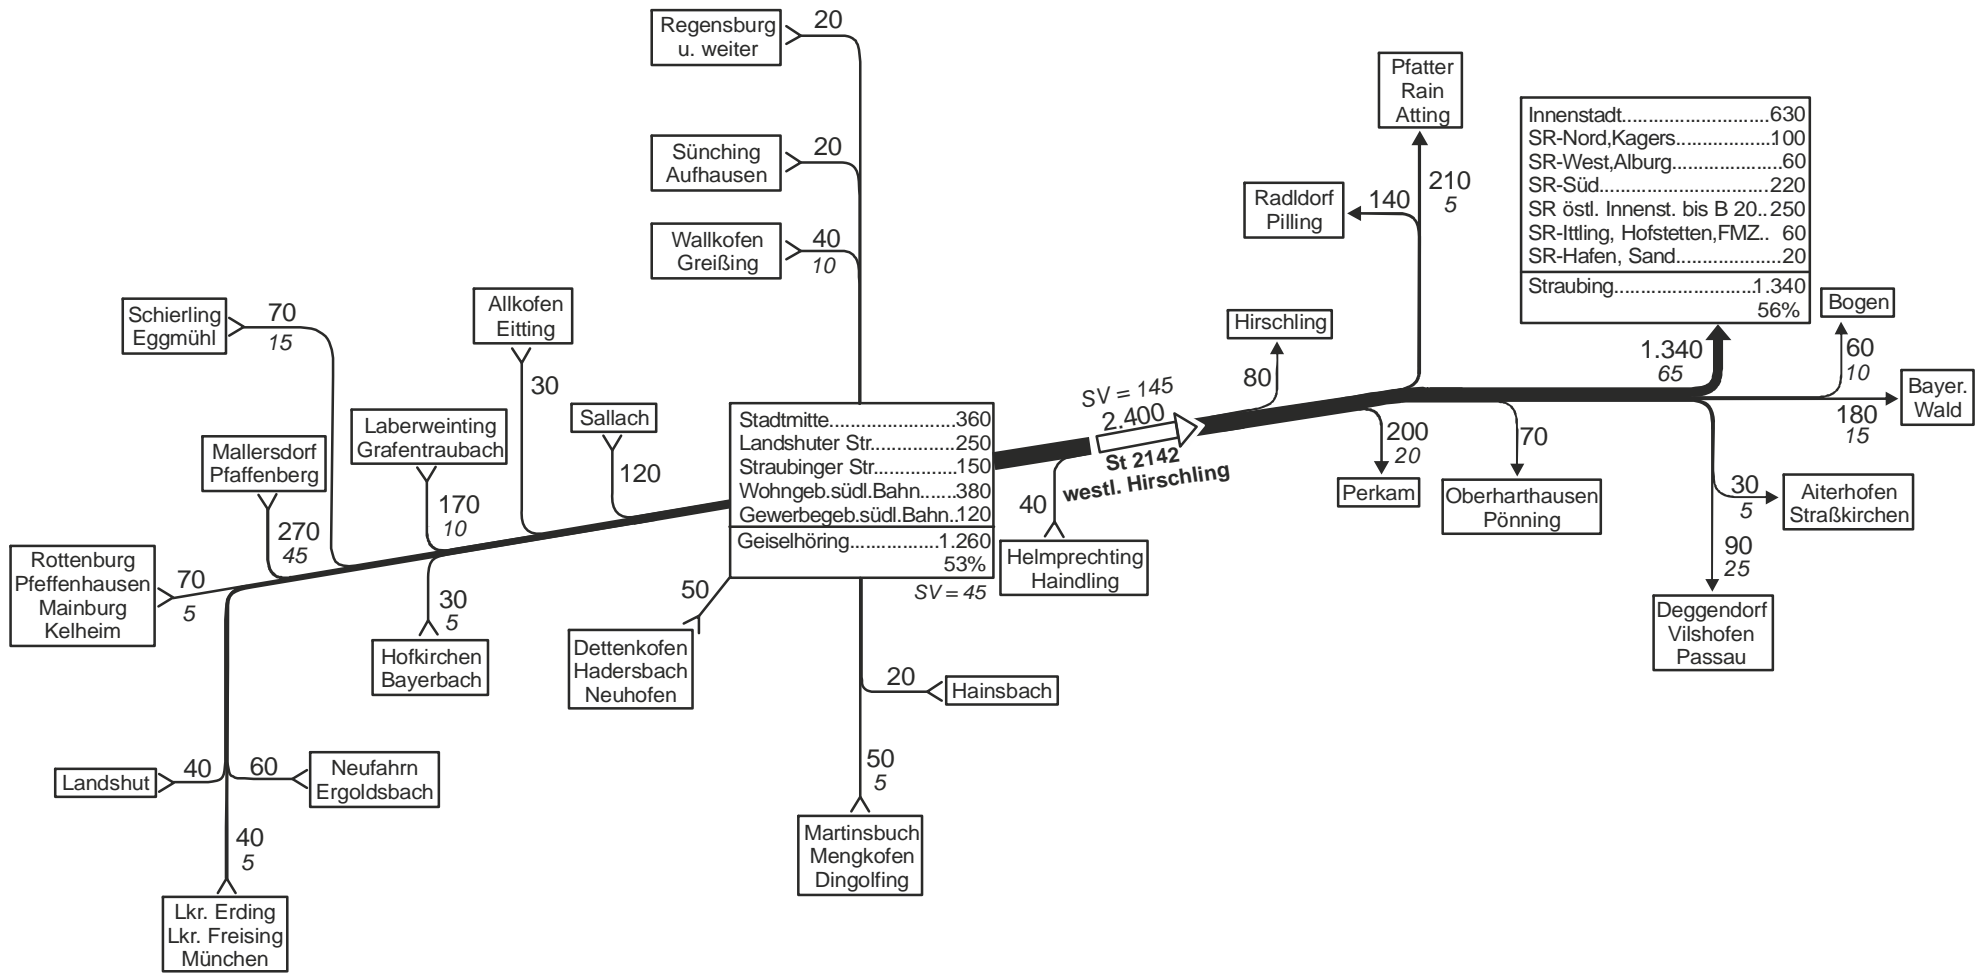 Regensburg
u. weiter
20
Sünching
Aufhausen
20
Wallkofen
Greißing
40
10
Schierling
Eggmühl
70
15
Allkofen
Eitting
30
Sallach
120
Laberweinting
Grafentraubach
170
10
Mallersdorf
Pfaffenberg
270
45
Rottenburg
Pfeffenhausen
Mainburg
Kelheim
70
5
30
5
Hofkirchen
Bayerbach
Landshut
40
60
Neufahrn
Ergoldsbach
40
5
Lkr. Erding
Lkr. Freising
München
Stadtmitte.....................360
Landshuter Str..............250
Straubinger Str..............150
Wohngeb.südl.Bahn......380
Gewerbegeb.südl.Bahn..120
Geiselhöring.................1.260
53%
SV = 45
50
Dettenkofen
Hadersbach
Neuhofen
20
Hainsbach
50
5
Martinsbuch
Mengkofen
Dingolfing
SV = 145
2.400
St 2142
westl. Hirschling
40
Helmprechting
Haindling
Hirschling
80
Radldorf
Pilling
140
Pfatter
Rain
Atting
210
5
200
20
Perkam
70
Oberharthausen
Pönning
Innenstadt...........................630
SR-Nord,Kagers..................100
SR-West,Alburg....................60
SR-Süd...............................220
SR östl. Innenst. bis B 20..250
SR-Ittling, Hofstetten,FMZ.. 60
SR-Hafen, Sand...................20
Straubing..........................1.340
56%
1.340
65
Bogen
60
10
Bayer.
Wald
180
15
30
5
Aiterhofen
Straßkirchen
90
25
Deggendorf
Vilshofen
Passau